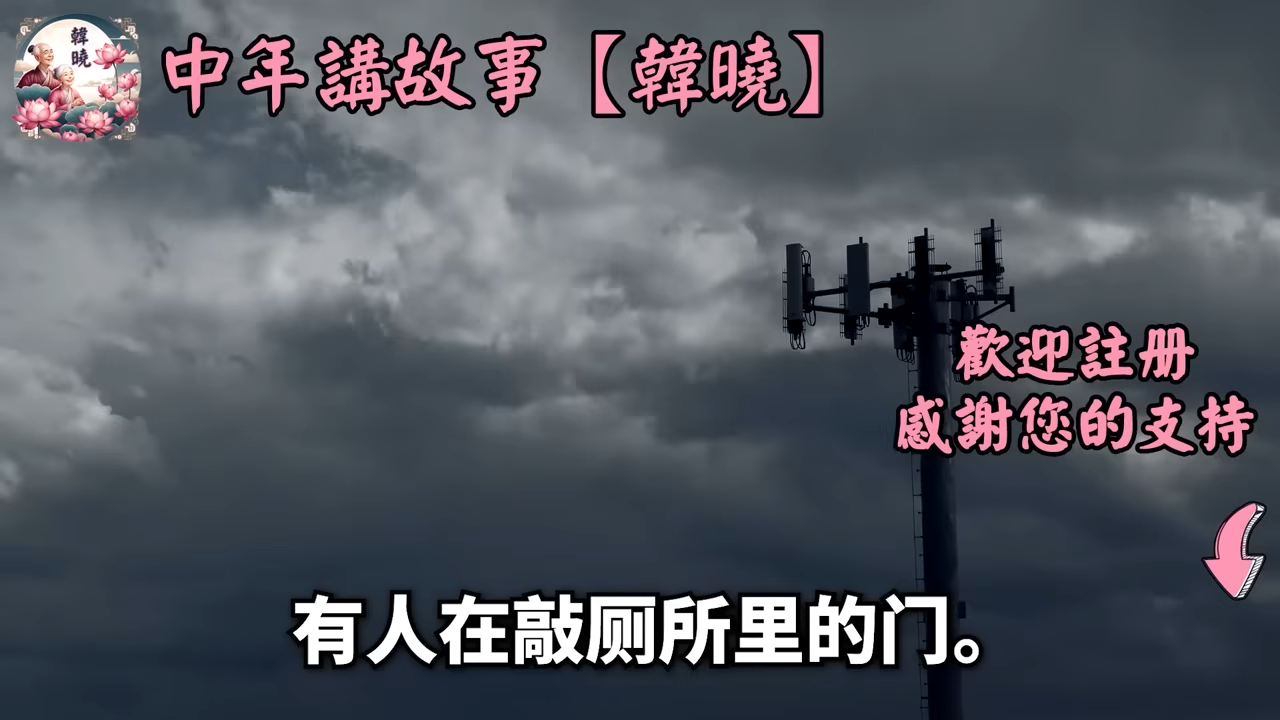 韓
曉
中年講故事【韓曉】
歡迎註册
感謝您的支持
有人在敲厕所里的门。